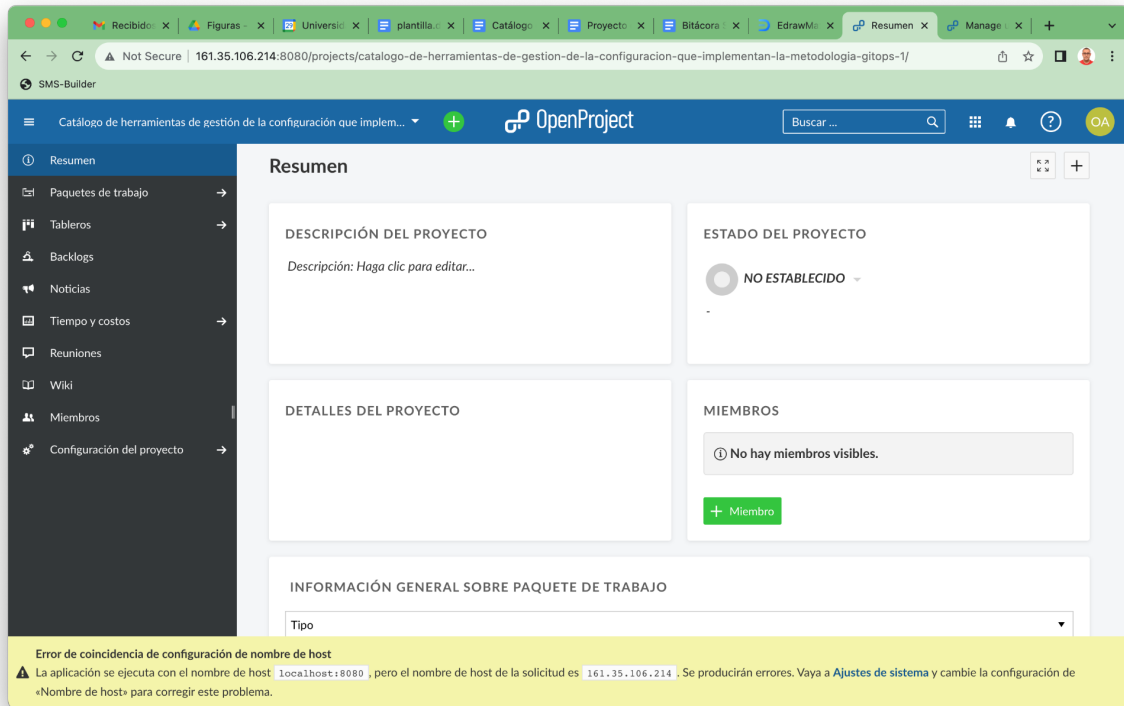 Recibidos
Figuras -
Universid
plantilla.d
Catálogo
Proyecto
Bitácora S
EdrawMa
Resumen
Manage u
Not Secure | 161.35.106.214:8080/projects/catalogo-de-herramientas-de-gestion-de-la-configuracion-que-implementan-la-metodologia-gitops-1/
SMS-Builder
Catálogo de herramientas de gestión de la configuración que implem...
OpenProject
Buscar ...
OA
Resumen
Paquetes de trabajo
Tableros
Backlogs
Noticias
Tiempo y costos
Reuniones
Wiki
Miembros
Configuración del proyecto
Resumen
DESCRIPCIÓN DEL PROYECTO
Descripción: Haga clic para editar...
ESTADO DEL PROYECTO
NO ESTABLECIDO
-
DETALLES DEL PROYECTO
MIEMBROS
No hay miembros visibles.
+ Miembro
INFORMACIÓN GENERAL SOBRE PAQUETE DE TRABAJO
Tipo
Error de coincidencia de configuración de nombre de host
La aplicación se ejecuta con el nombre de host localhost:8080, pero el nombre de host de la solicitud es 161.35.106.214. Se producirán errores. Vaya a Ajustes de sistema y cambie la configuración de
«Nombre de host» para corregir este problema.